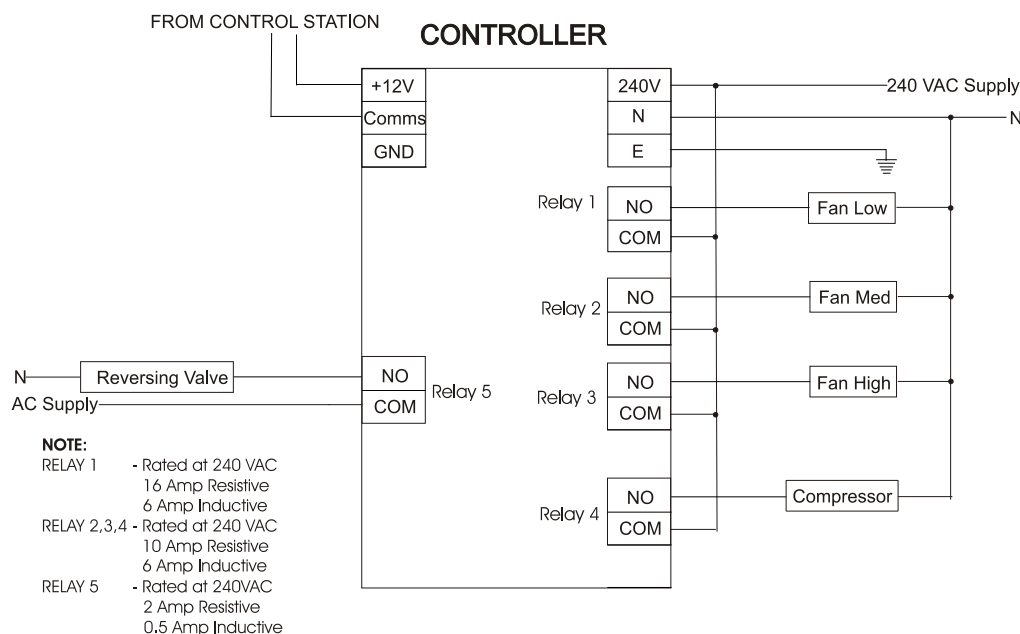 FROM CONTROL STATION
CONTROLLER
+12V
Comms
GND
240V
N
E
240 VAC Supply
N
Relay 1
NO
COM
Fan Low
Relay 2
NO
COM
Fan Med
Relay 3
NO
COM
Fan High
Relay 4
NO
COM
Compressor
N
Reversing Valve
AC Supply
NO
COM
Relay 5
NOTE:
RELAY 1 - Rated at 240 VAC
16 Amp Resistive
6 Amp Inductive
RELAY 2,3,4 - Rated at 240 VAC
10 Amp Resistive
6 Amp Inductive
RELAY 5 - Rated at 240VAC
2 Amp Resistive
0.5 Amp Inductive